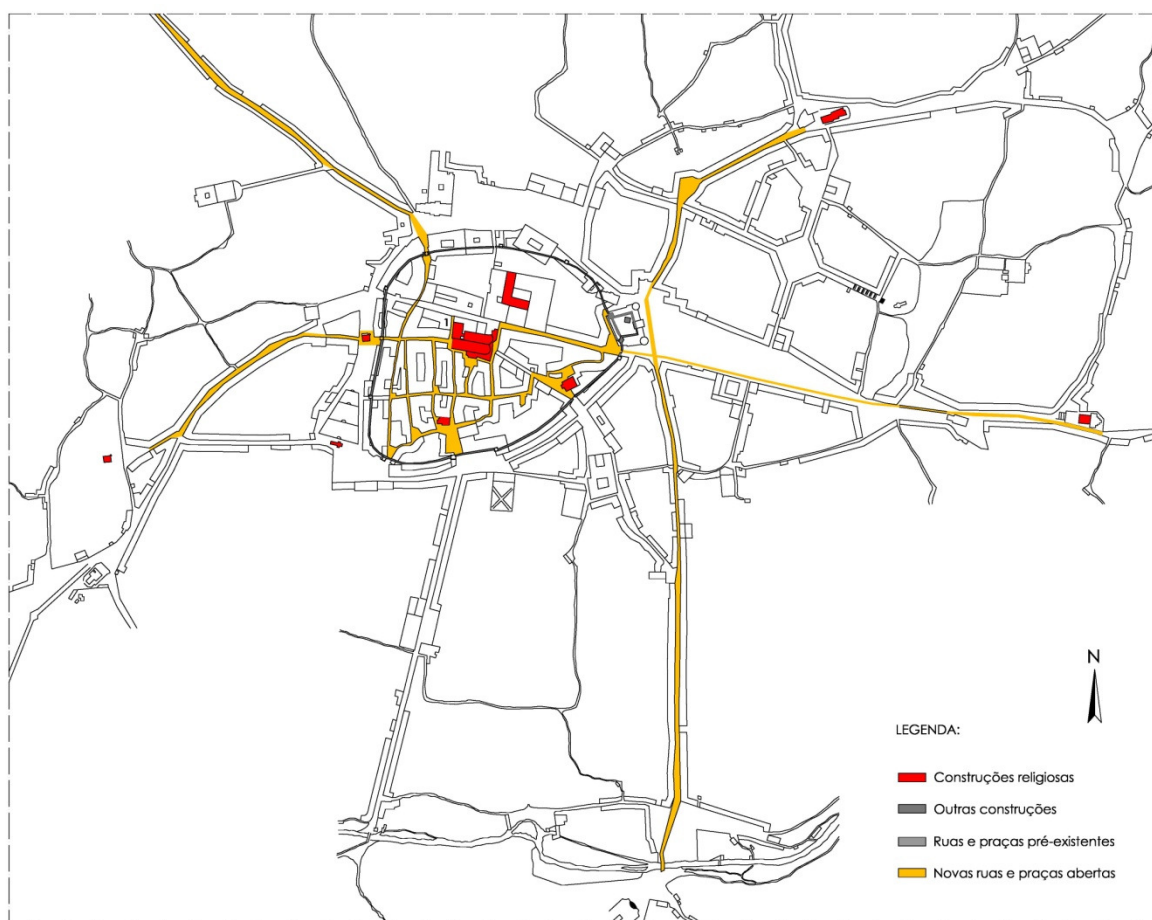 1
N
LEGENDA:
Construções religiosas
Outras construções
Ruas e praças pré-existentes
Novas ruas e praças abertas